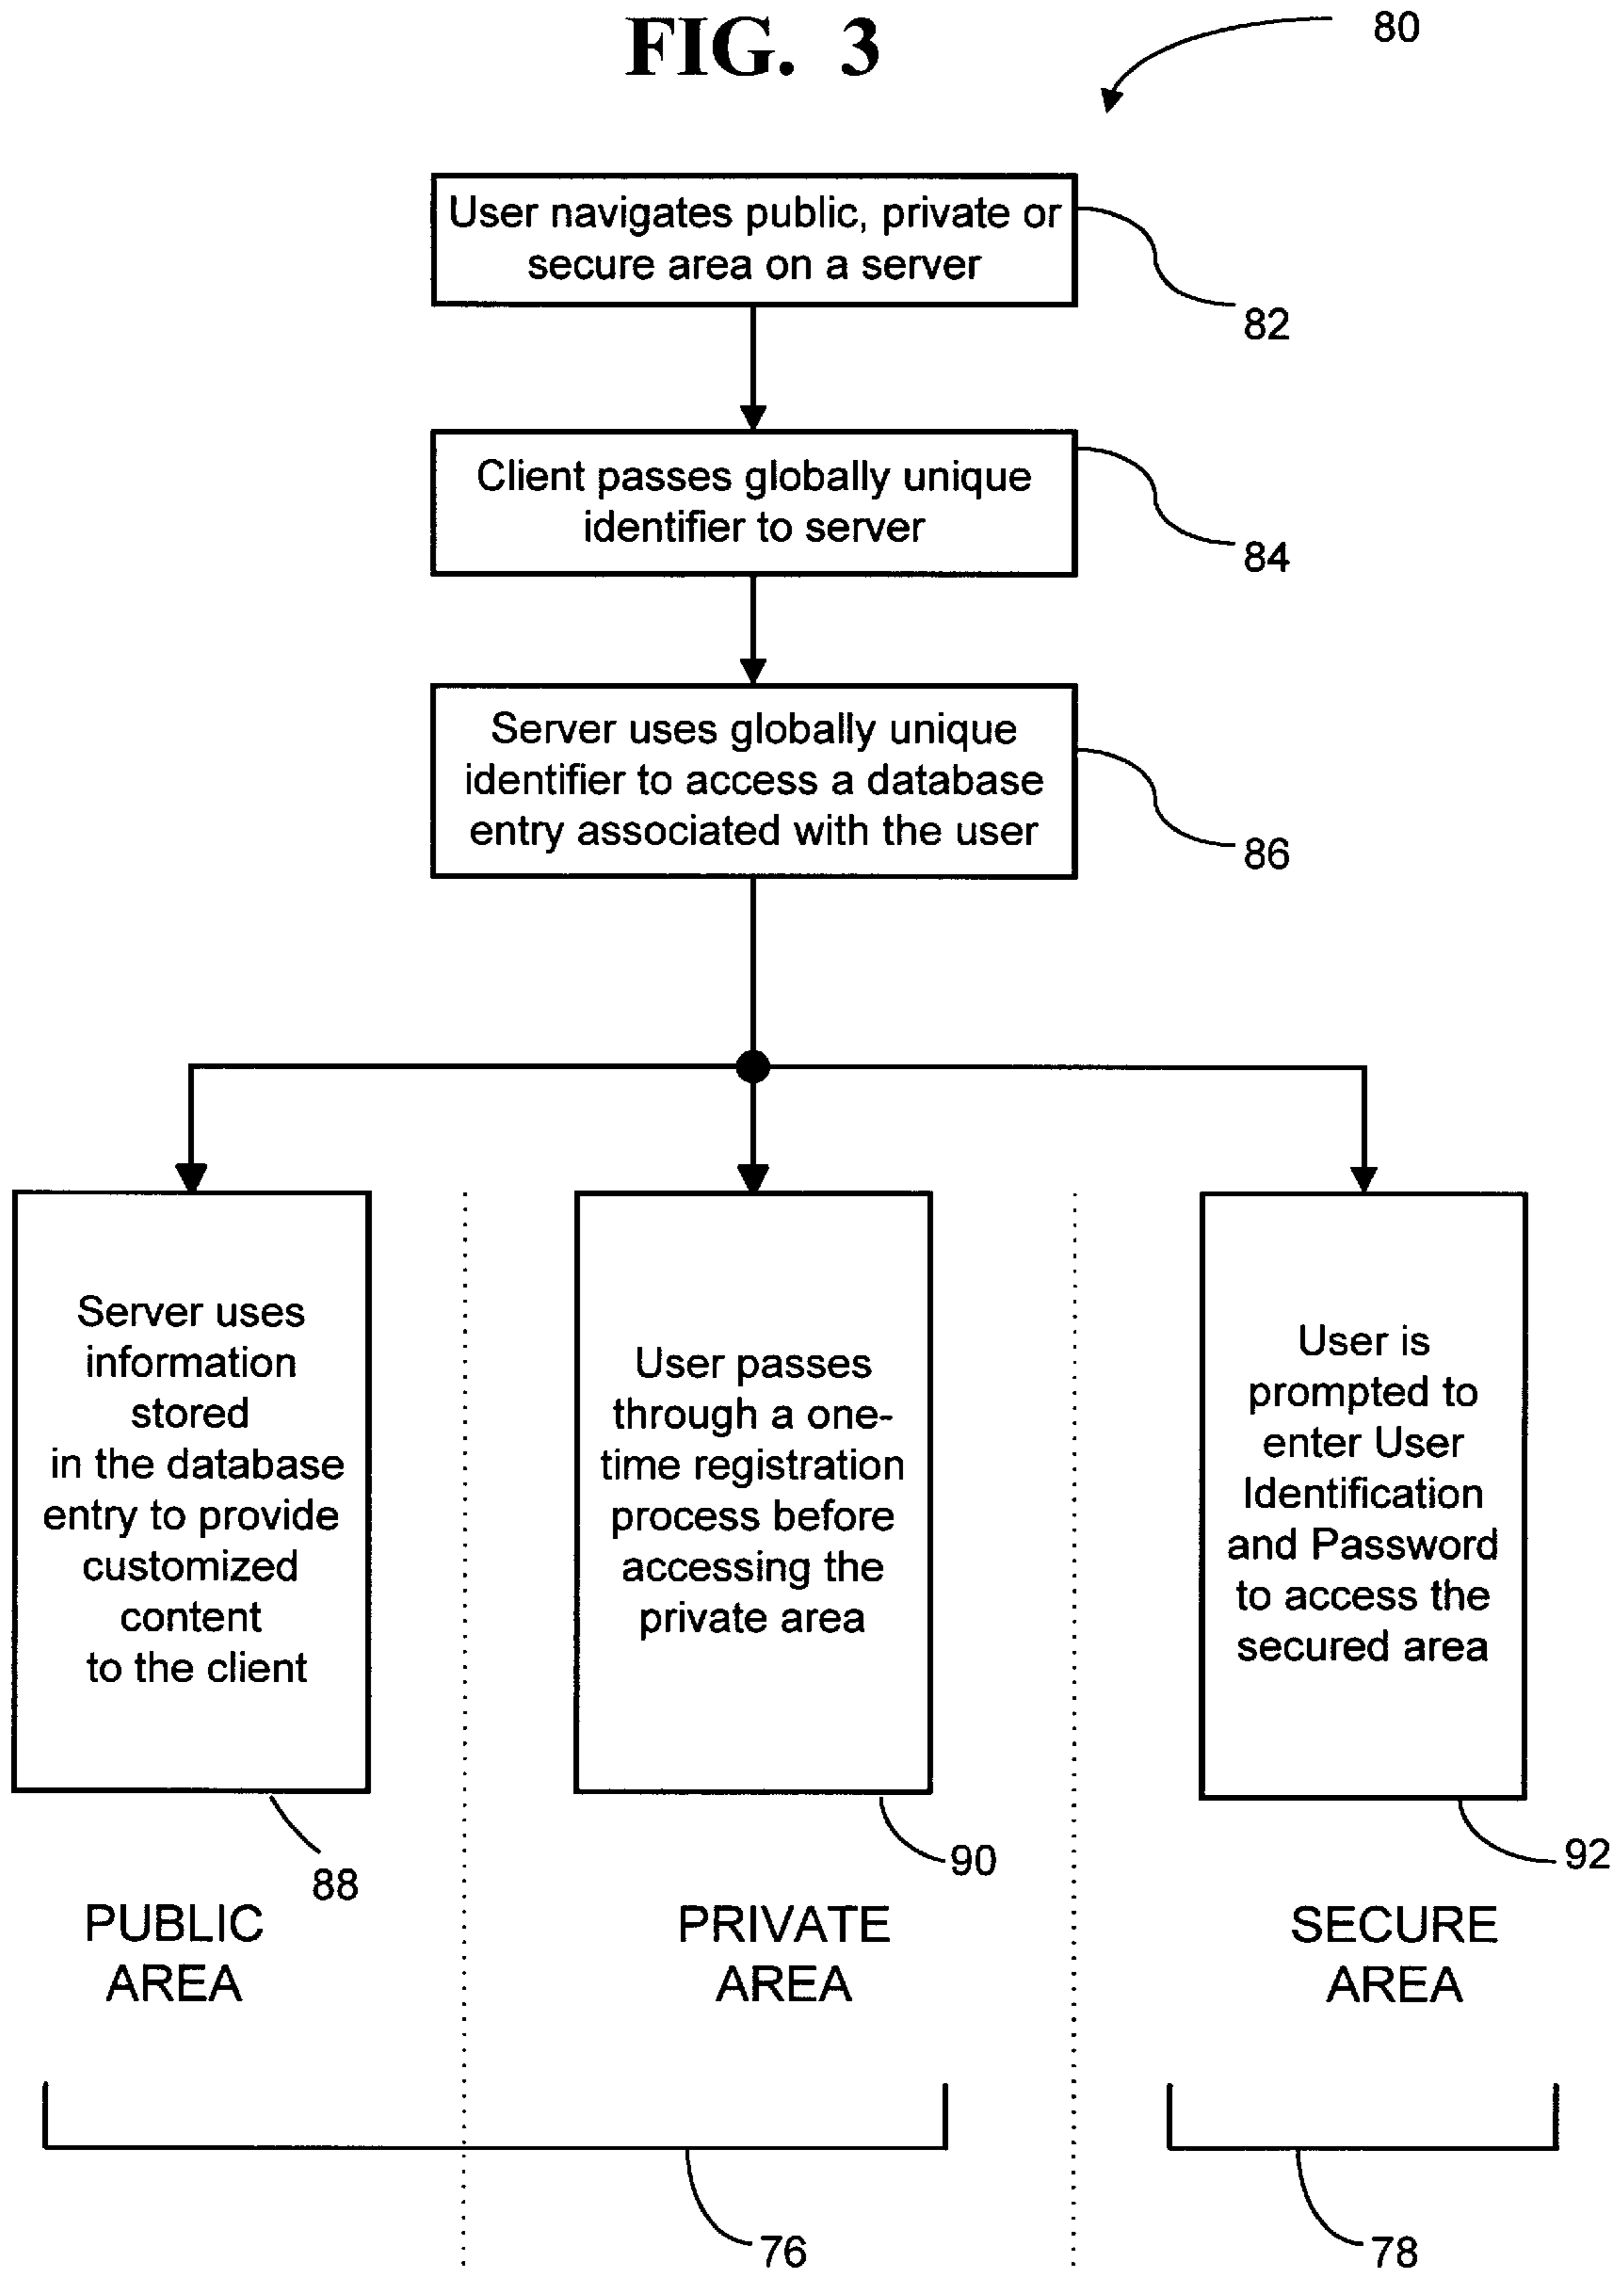 FIG. 3
80
User navigates public, private or
secure area on a server
82
Client passes globally unique
identifier to server
84
Server uses globally unique
identifier to access a database
entry associated with the user
86
Server uses
information
stored
in the database
entry to provide
customized
content
to the client
88
User passes
through a one-
time registration
process before
accessing the
private area
90
User is
prompted to
enter User
Identification
and Password
to access the
secured area
92
PUBLIC
AREA
PRIVATE
AREA
SECURE
AREA
76
78